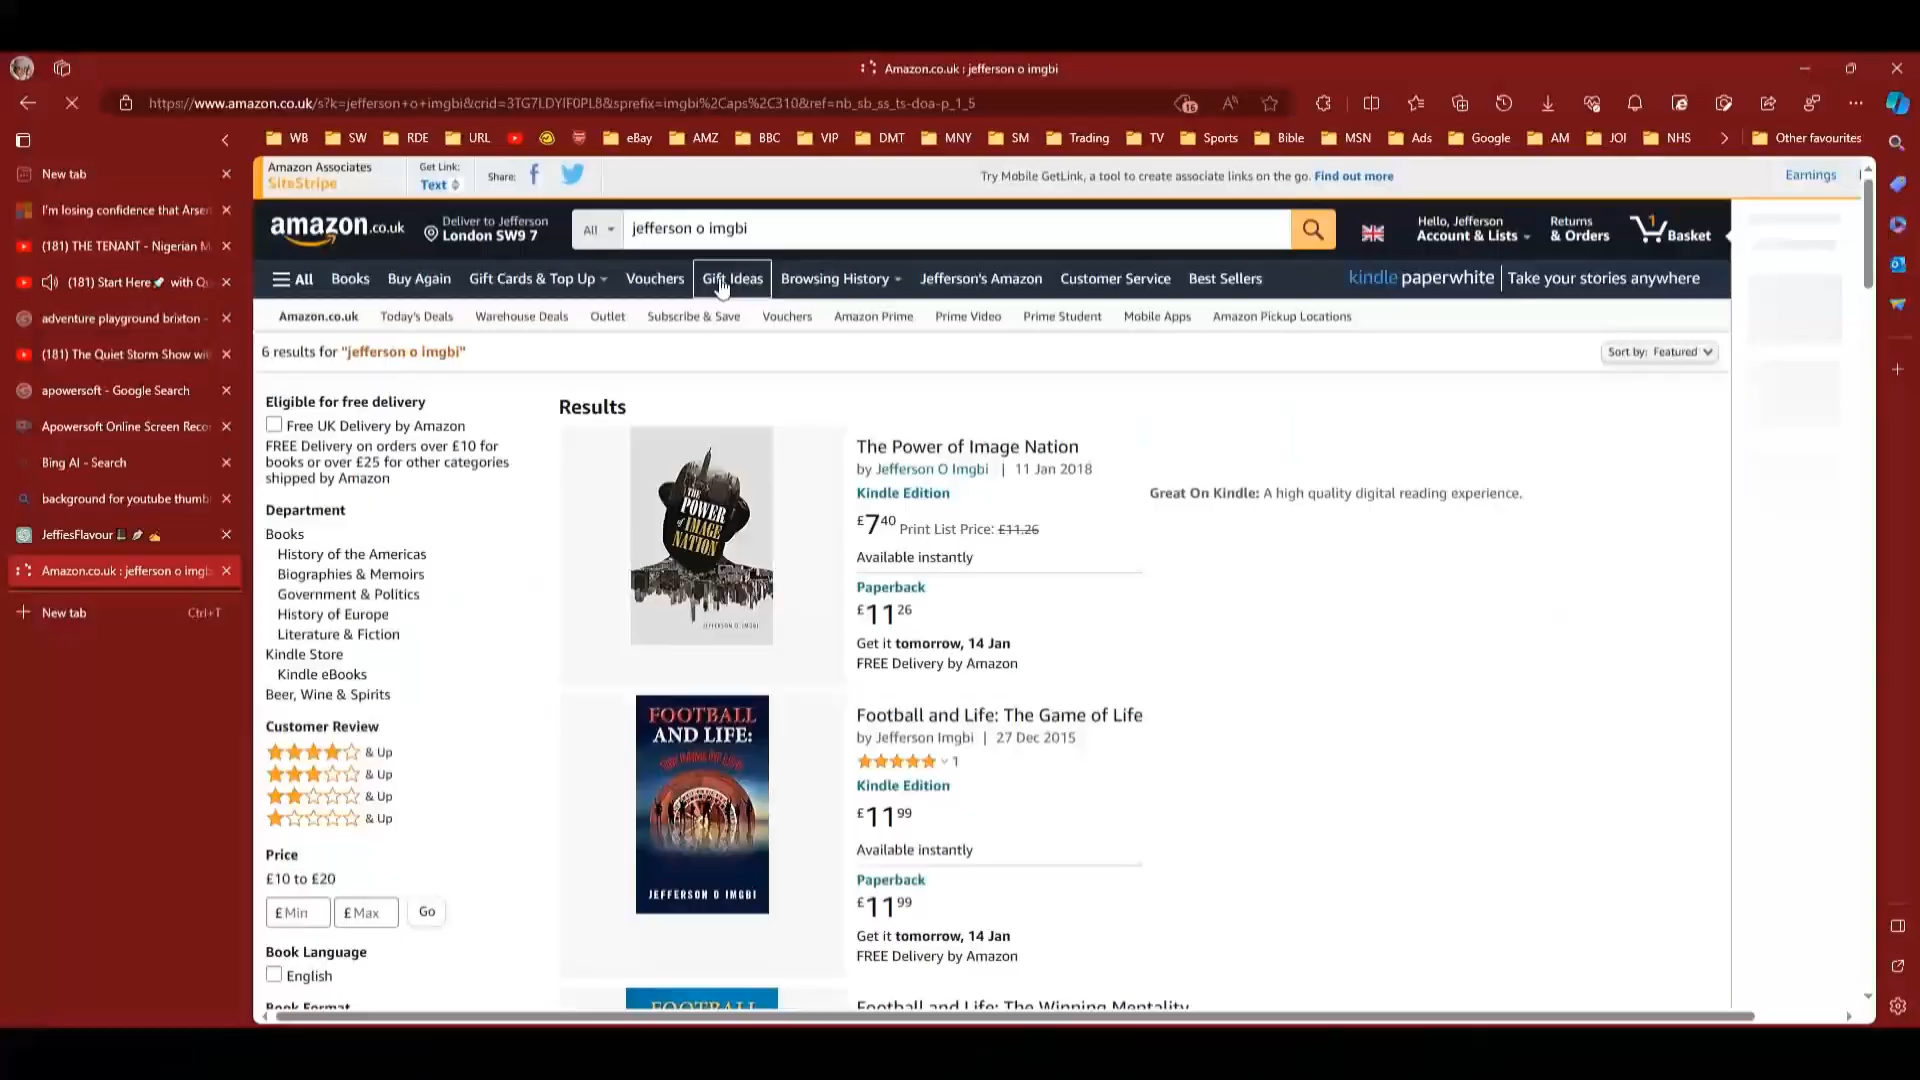 Amazon.co.uk : jefferson o imgbi
https://www.amazon.co.uk/s?k=jefferson+o+imgbi&crid=3TG7LDYIF0PLB&sprefix=imgbi%2Caps%2C310&ref=nb_sb_ss_ts-doa-p_1_5
WB SW RDE URL eBay AMZ BBC VIP DMT MNY SM Trading TV Sports Bible MSN Ads Google AM JOI NHS Other favourites
New tab
I'm losing confidence that Arse
(181) THE TENANT - Nigerian M
(181) Start Here with
adventure playground brixton -
(181) The Quiet Storm Show wi
apowersoft - Google Search
Apowersoft Online Screen Reco
Bing AI - Search
background for youtube thumb
JeffiesFlavour
Amazon.co.uk : jefferson o imgb
New tab Ctrl+T
Amazon Associates
SiteStripe
Get Link:
Text
Share:
Try Mobile GetLink, a tool to create associate links on the go. Find out more
Earnings
amazon.co.uk
Deliver to Jefferson
London SW9 7
All
jefferson o imgbi
Hello, Jefferson
Account & Lists
Returns
& Orders
1
Basket
All Books Buy Again Gift Cards & Top Up Vouchers Gift Ideas Browsing History Jefferson's Amazon Customer Service Best Sellers
kindle paperwhite | Take your stories anywhere
Amazon.co.uk Today's Deals Warehouse Deals Outlet Subscribe & Save Vouchers Amazon Prime Prime Video Prime Student Mobile Apps Amazon Pickup Locations
6 results for "jefferson o imgbi"
Sort by: Featured
Eligible for free delivery
Free UK Delivery by Amazon
FREE Delivery on orders over £10 for
books or over £25 for other categories
shipped by Amazon
Department
Books
History of the Americas
Biographies & Memoirs
Government & Politics
History of Europe
Literature & Fiction
Kindle Store
Kindle eBooks
Beer, Wine & Spirits
Customer Review
& Up
& Up
& Up
& Up
Price
£10 to £20
£ Min £ Max Go
Book Language
English
Book Format
Results
THE
POWER
of IMAGE
NATION
JEFFERSON O IMGBI
The Power of Image Nation
by Jefferson O Imgbi | 11 Jan 2018
Kindle Edition
£7.40 Print List Price: £11.26
Available instantly
Great On Kindle: A high quality digital reading experience.
Paperback
£11 26
Get it tomorrow, 14 Jan
FREE Delivery by Amazon
FOOTBALL
AND LIFE:
THE GAME OF LIFE
JEFFERSON O IMGBI
Football and Life: The Game of Life
by Jefferson Imgbi | 27 Dec 2015
1
Kindle Edition
£11 99
Available instantly
Paperback
£11 99
Get it tomorrow, 14 Jan
FREE Delivery by Amazon
FOOTBALL
Football and Life: The Winning Mentality